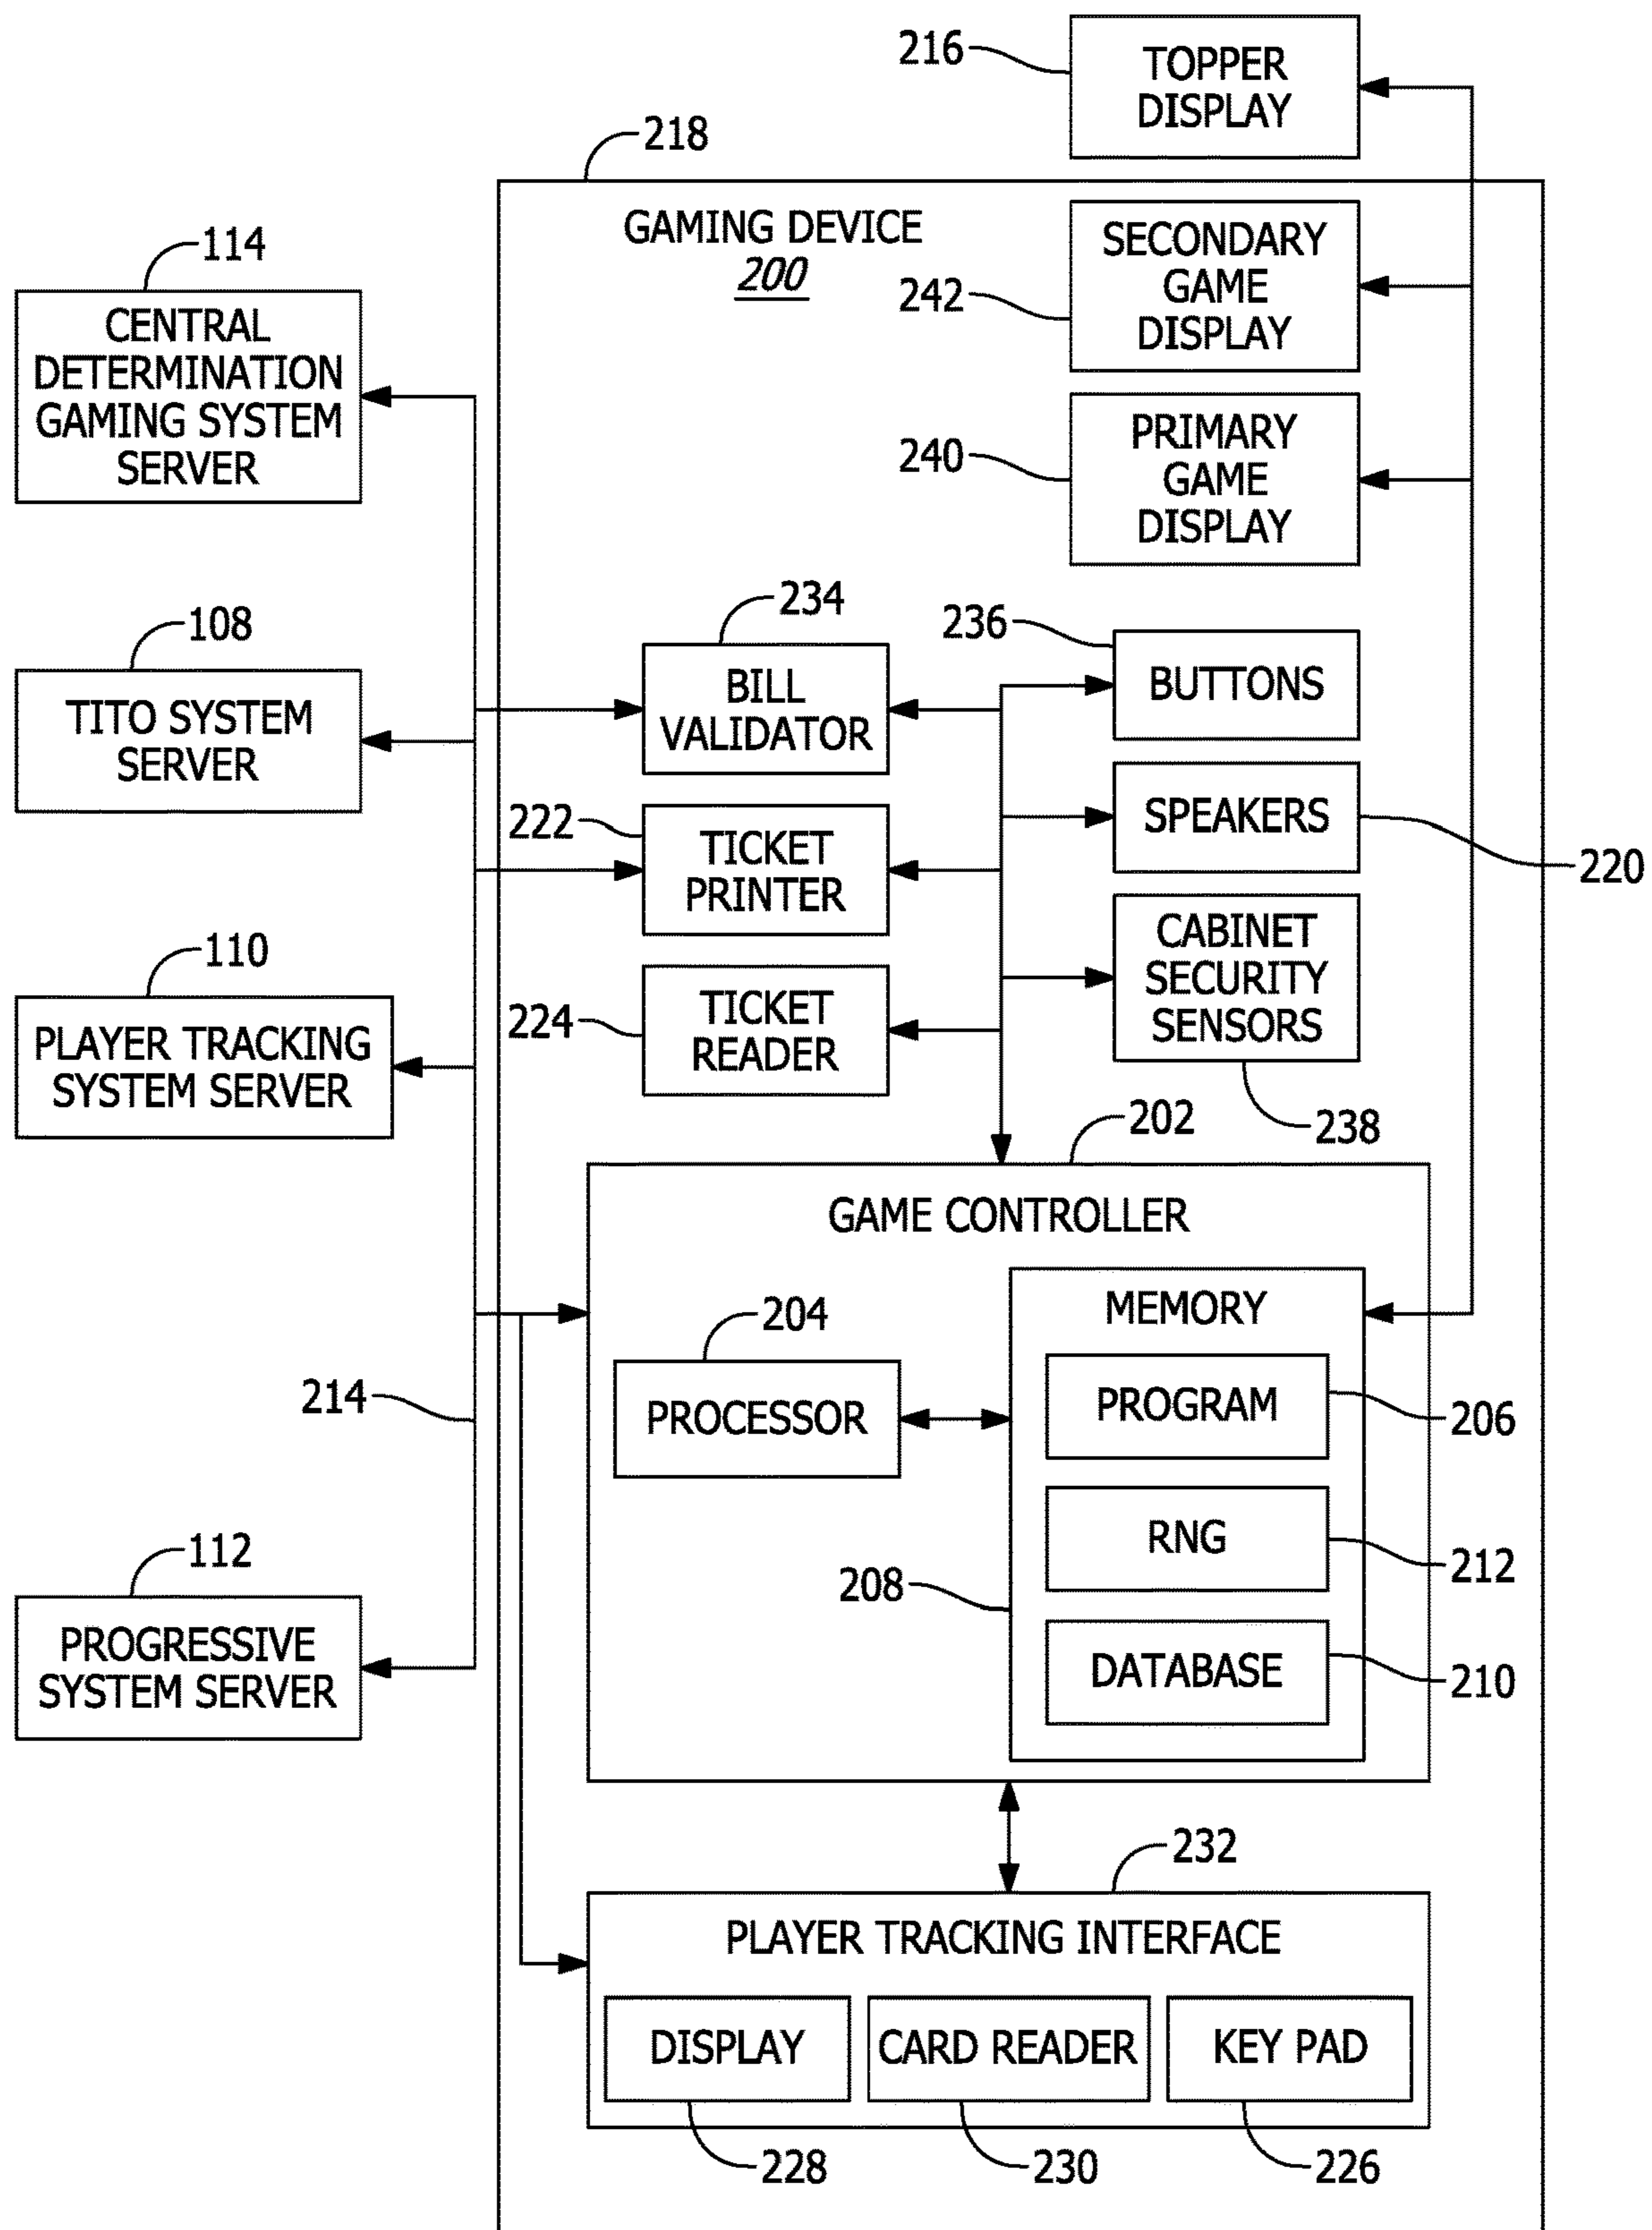 216
TOPPER
DISPLAY
218
GAMING DEVICE
200
SECONDARY
GAME
DISPLAY
242
114
CENTRAL
DETERMINATION
GAMING SYSTEM
SERVER
PRIMARY
GAME
DISPLAY
240
234
BILL
VALIDATOR
236
BUTTONS
108
TITO SYSTEM
SERVER
222
TICKET
PRINTER
SPEAKERS
220
110
PLAYER TRACKING
SYSTEM SERVER
224
TICKET
READER
CABINET
SECURITY
SENSORS
238
202
GAME CONTROLLER
204
PROCESSOR
MEMORY
PROGRAM
206
RNG
212
208
DATABASE
210
214
112
PROGRESSIVE
SYSTEM SERVER
232
PLAYER TRACKING INTERFACE
DISPLAY
CARD READER
KEY PAD
228
230
226